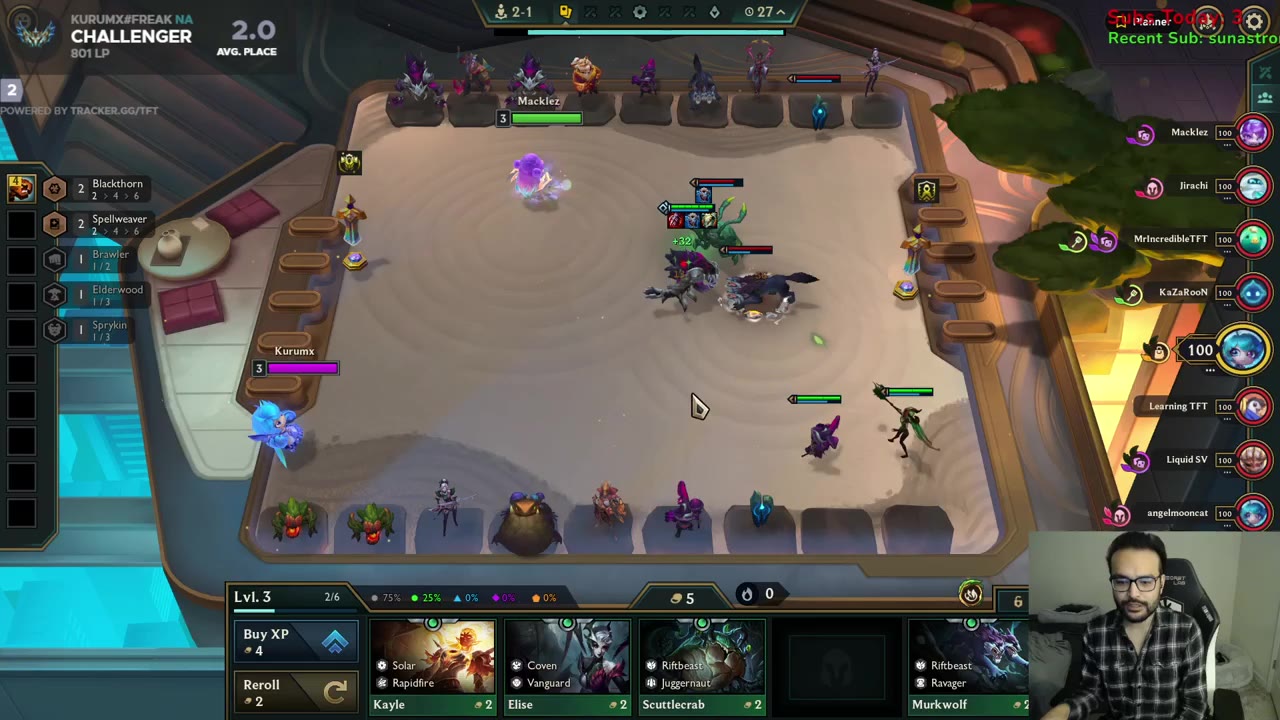 KURUMX#FREAK NA
CHALLENGER
801 LP
2.0
AVG. PLACE
2
POWERED BY TRACKER.GG/TFT
2-1
27
Subs Today: 3
Planner
Recent Sub: sunastro
4
2 Blackthorn
2 > 4 > 6
2 Spellweaver
2 > 4 > 6
1 Brawler
1 / 2
1 Elderwood
1 / 3
1 Sprykin
1 / 3
Macklez
3
+32
Kurumx
3
Macklez 100
Jirachi 100
MrIncredibleTFT 100
KaZaRooN 100
100
Learning TFT 100
Liquid SV 100
angelmooncat 100
Lvl. 3
2/6
75%
25%
0%
0%
0%
5
0
6
Buy XP
4
Reroll
2
Solar
Rapidfire
Kayle 2
Coven
Vanguard
Elise 2
Riftbeast
Juggernaut
Scuttlecrab 2
Riftbeast
Ravager
Murkwolf 2